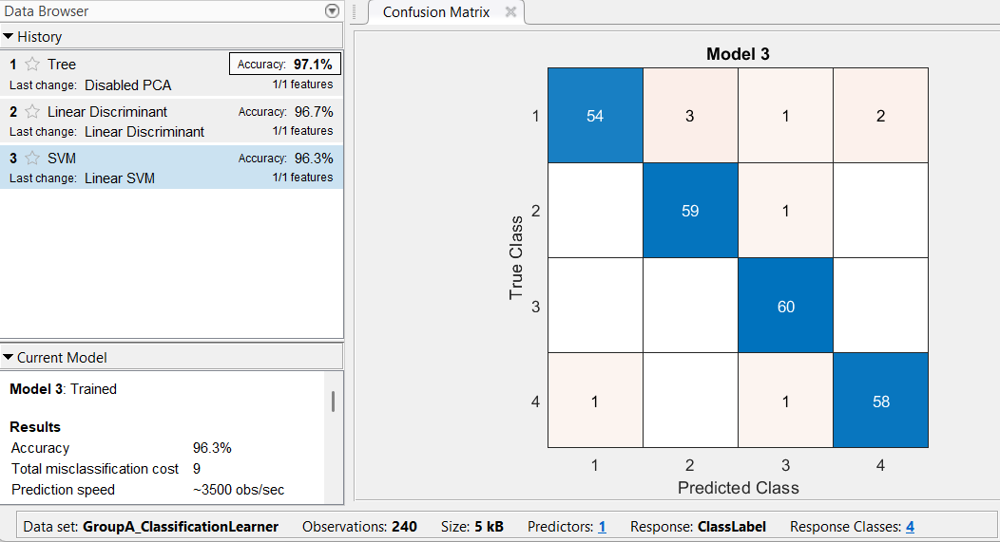 Data Browser
History
1 Tree Accuracy: 97.1%
Last change: Disabled PCA 1/1 features
2 Linear Discriminant Accuracy: 96.7%
Last change: Linear Discriminant 1/1 features
3 SVM Accuracy: 96.3%
Last change: Linear SVM 1/1 features
Current Model
Model 3: Trained
Results
Accuracy 96.3%
Total misclassification cost 9
Prediction speed ~3500 obs/sec
Confusion Matrix
Model 3
True Class
1 54 3 1 2
2 59 1
3 60
4 1 1 58
1 2 3 4
Predicted Class
Data set: GroupA_ClassificationLearner Observations: 240 Size: 5 kB Predictors: 1 Response: ClassLabel Response Classes: 4